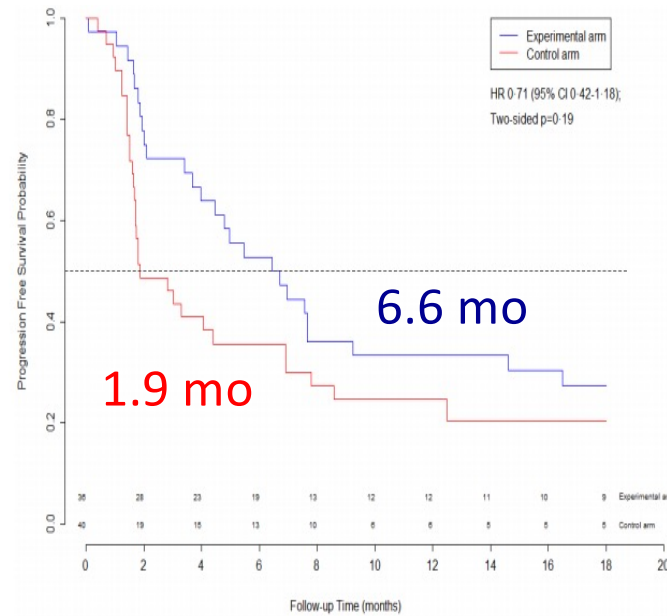 Experimental arm
Control arm
HR 0·71 (95% CI 0·42-1·18);
Two-sided p=0·19
1.0
0.8
0.6
0.4
0.2
0.0
Progression Free Survival Probability
6.6 mo
1.9 mo
36 28 23 19 13 12 12 11 10 9 Experimental a
40 19 15 13 10 6 6 5 5 5 Control arm
0 2 4 6 8 10 12 14 16 18 20
Follow-up Time (months)